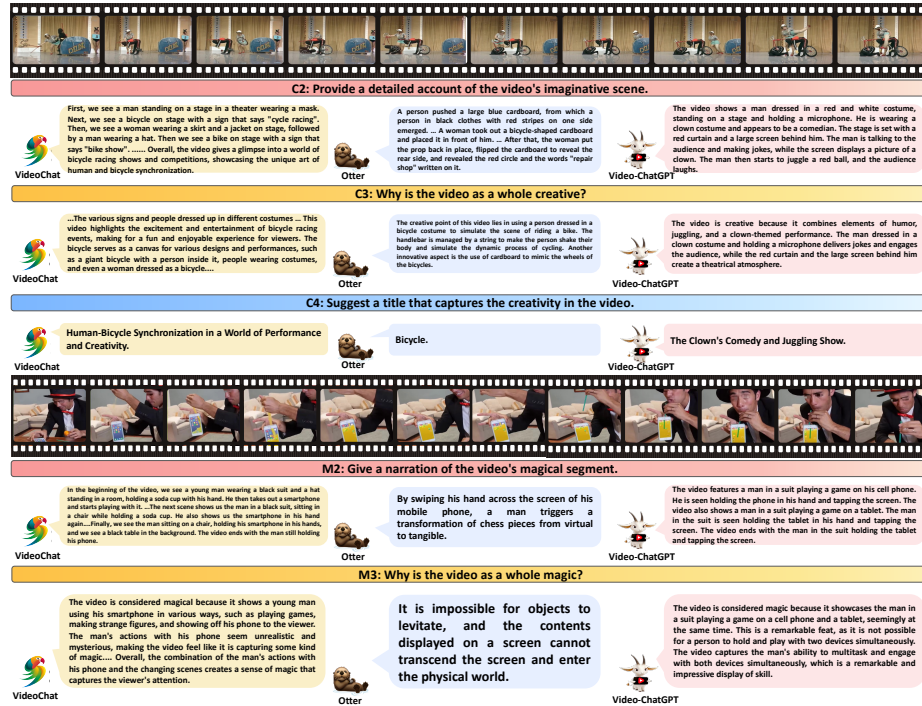 C2: Provide a detailed account of the video's imaginative scene.
First, we see a man standing on a stage in a theater wearing a mask.
Next, we see a bicycle on stage with a sign that says "cycle racing".
Then, we see a woman wearing a skirt and a jacket on stage,
followed by a man wearing a hat. Then we see a bike on stage with a sign that
says "bike show". ...... Overall, the video gives a glimpse into a world of
bicycle racing shows and competitions, showcasing the unique art of
human and bicycle synchronization.
VideoChat
A person pushed a large blue cardboard, from which a
person in black clothes with red stripes on one side
emerged. ... A woman took out a bicycle-shaped cardboard
and placed it in front of him. ... After that, the woman put
the prop back in place, flipped the cardboard to reveal the
rear side, and revealed the red circle and the words "repair
shop" written on it.
Otter
The video shows a man dressed in a red and white costume,
standing on a stage and holding a microphone. He is wearing
a clown costume and appears to be a comedian. The stage is set with
a red curtain and a large screen behind him. The man is talking to the
audience and making jokes, while the screen displays a picture of a
clown. The man then starts to juggle a red ball, and the audience
laughs.
Video-ChatGPT
C3: Why is the video as a whole creative?
...The various signs and people dressed up in different costumes ... This
video highlights the excitement and entertainment of bicycle racing
events, making for a fun and enjoyable experience for viewers. The
bicycle serves as a canvas for various designs and performances, such
as a giant bicycle with a person inside it, people wearing costumes,
and even a woman dressed as a bicycle....
VideoChat
The creative point of this video lies in using a person dressed in a
bicycle costume to simulate the scene of riding a bike. The
handlebar is managed by a string to make the person shake their
body and simulate the dynamic process of cycling. Another
innovative aspect is the use of cardboard to mimic the wheels of
the bicycles.
Otter
The video is creative because it combines elements of humor,
juggling, and a clown-themed performance. The man dressed in a
clown costume and holding a microphone delivers jokes and engages
the audience, while the red curtain and the large screen behind him
create a theatrical atmosphere.
Video-ChatGPT
C4: Suggest a title that captures the creativity in the video.
Human-Bicycle Synchronization in a World of Performance
and Creativity.
VideoChat
Bicycle.
Otter
The Clown's Comedy and Juggling Show.
Video-ChatGPT
M2: Give a narration of the video's magical segment.
In the beginning of the video, we see a young man wearing a black suit and a hat
standing in a room, holding a soda cup with his hand. He then takes out a smartphone
and starts playing with it. ...The next scene shows us the man in a black suit, sitting in
a chair while holding a soda cup. He also shows us the smartphone in his hand
again....Finally, we see the man sitting on a chair, holding his smartphone in his hands,
and we see a black table in the background. The video ends with the man still holding
his phone.
VideoChat
By swiping his hand across the screen of his
mobile phone, a man triggers a
transformation of chess pieces from virtual
to tangible.
Otter
The video features a man in a suit playing a game on his cell phone.
He is seen holding the phone in his hand and tapping the screen. The
video also shows a man in a suit playing a game on a tablet. The man
in the suit is seen holding the tablet in his hand and tapping the
screen. The video ends with the man in the suit holding the tablet
and tapping the screen.
Video-ChatGPT
M3: Why is the video as a whole magic?
The video is considered magical because it shows a young man
using his smartphone in various ways, such as playing games,
making strange figures, and showing off his phone to the viewer.
The man's actions with his phone seem unrealistic and
mysterious, making the video feel like it is capturing some kind
of magic.... Overall, the combination of the man's actions with
his phone and the changing scenes creates a sense of magic that
captures the viewer's attention.
VideoChat
It is impossible for objects to
levitate, and the contents
displayed on a screen cannot
transcend the screen and enter
the physical world.
Otter
The video is considered magic because it showcases the man in
a suit playing a game on a cell phone and a tablet, seemingly at
the same time. This is a remarkable feat, as it is not possible
for a person to hold and play with two devices simultaneously.
The video captures the man's ability to multitask and engage
with both devices simultaneously, which is a remarkable and
impressive display of skill.
Video-ChatGPT